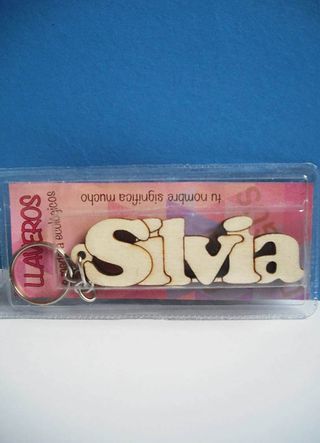 LLAVEROS
tu nombre significa mucho
Silvia